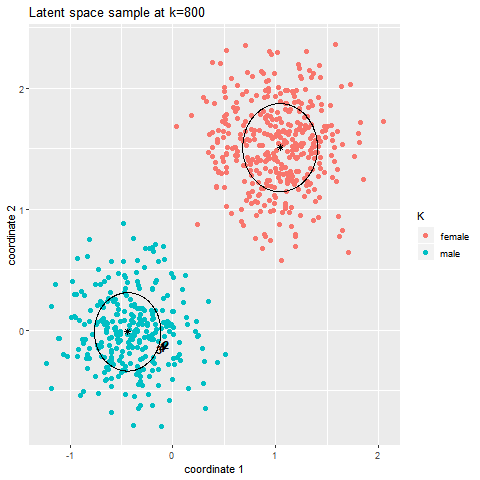 Latent space sample at k=800
coordinate 2
2
1
0
-1
0
1
2
coordinate 1
K
female
male